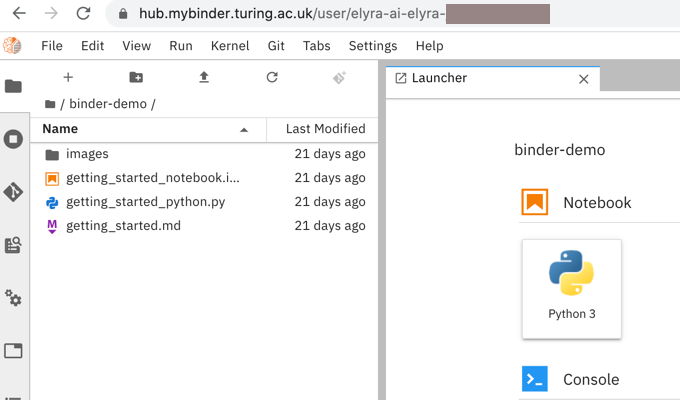 hub.mybinder.turing.ac.uk/user/elyra-ai-elyra-
File Edit View Run Kernel Git Tabs Settings Help
Launcher
/ binder-demo /
Name Last Modified
images 21 days ago
getting_started_notebook.i... 21 days ago
getting_started_python.py 21 days ago
getting_started.md 21 days ago
binder-demo
Notebook
Python 3
Console